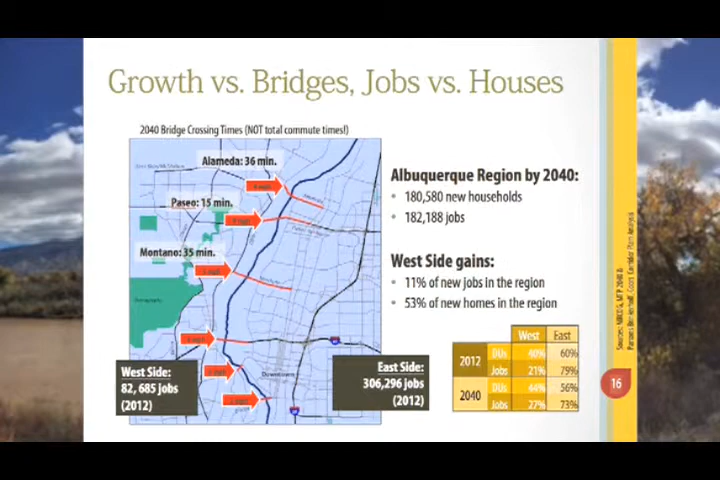 Growth vs. Bridges, Jobs vs. Houses
2040 Bridge Crossing Times (NOT total commute times!)
Alameda: 36 min.
Paseo: 15 min.
Montano: 35 min.
Downtown
West Side:
82, 685 jobs
(2012)
East Side:
306,296 jobs
(2012)
Albuquerque Region by 2040:
• 180,580 new households
• 182,188 jobs
West Side gains:
• 11% of new jobs in the region
• 53% of new homes in the region
West East
2012 DUs 40% 60%
Jobs 21% 79%
2040 DUs 44% 56%
Jobs 27% 73%
16